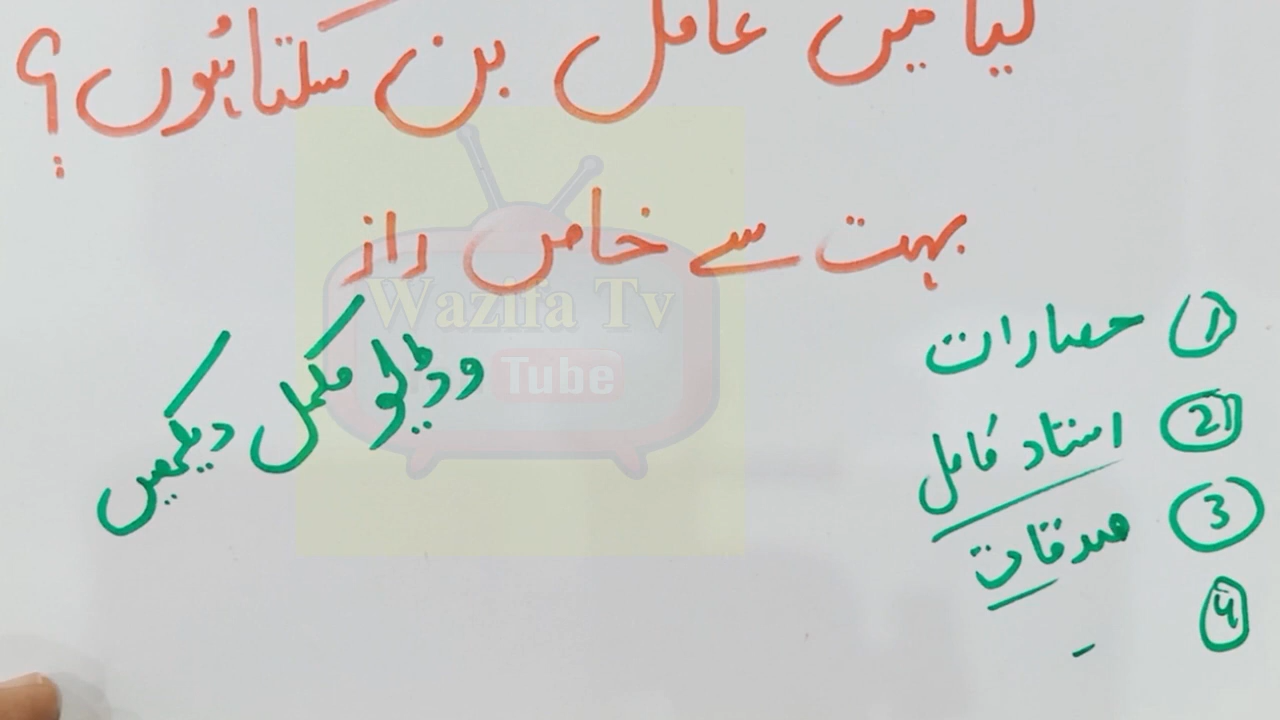 کیا میں عامل بن سکتا ہوں؟
بہت سے خاص راز
وڈیو مکمل دیکھیں
① حصارات
② استاد کامل
③ صدقات
④ -
Wazifa Tv
Tube